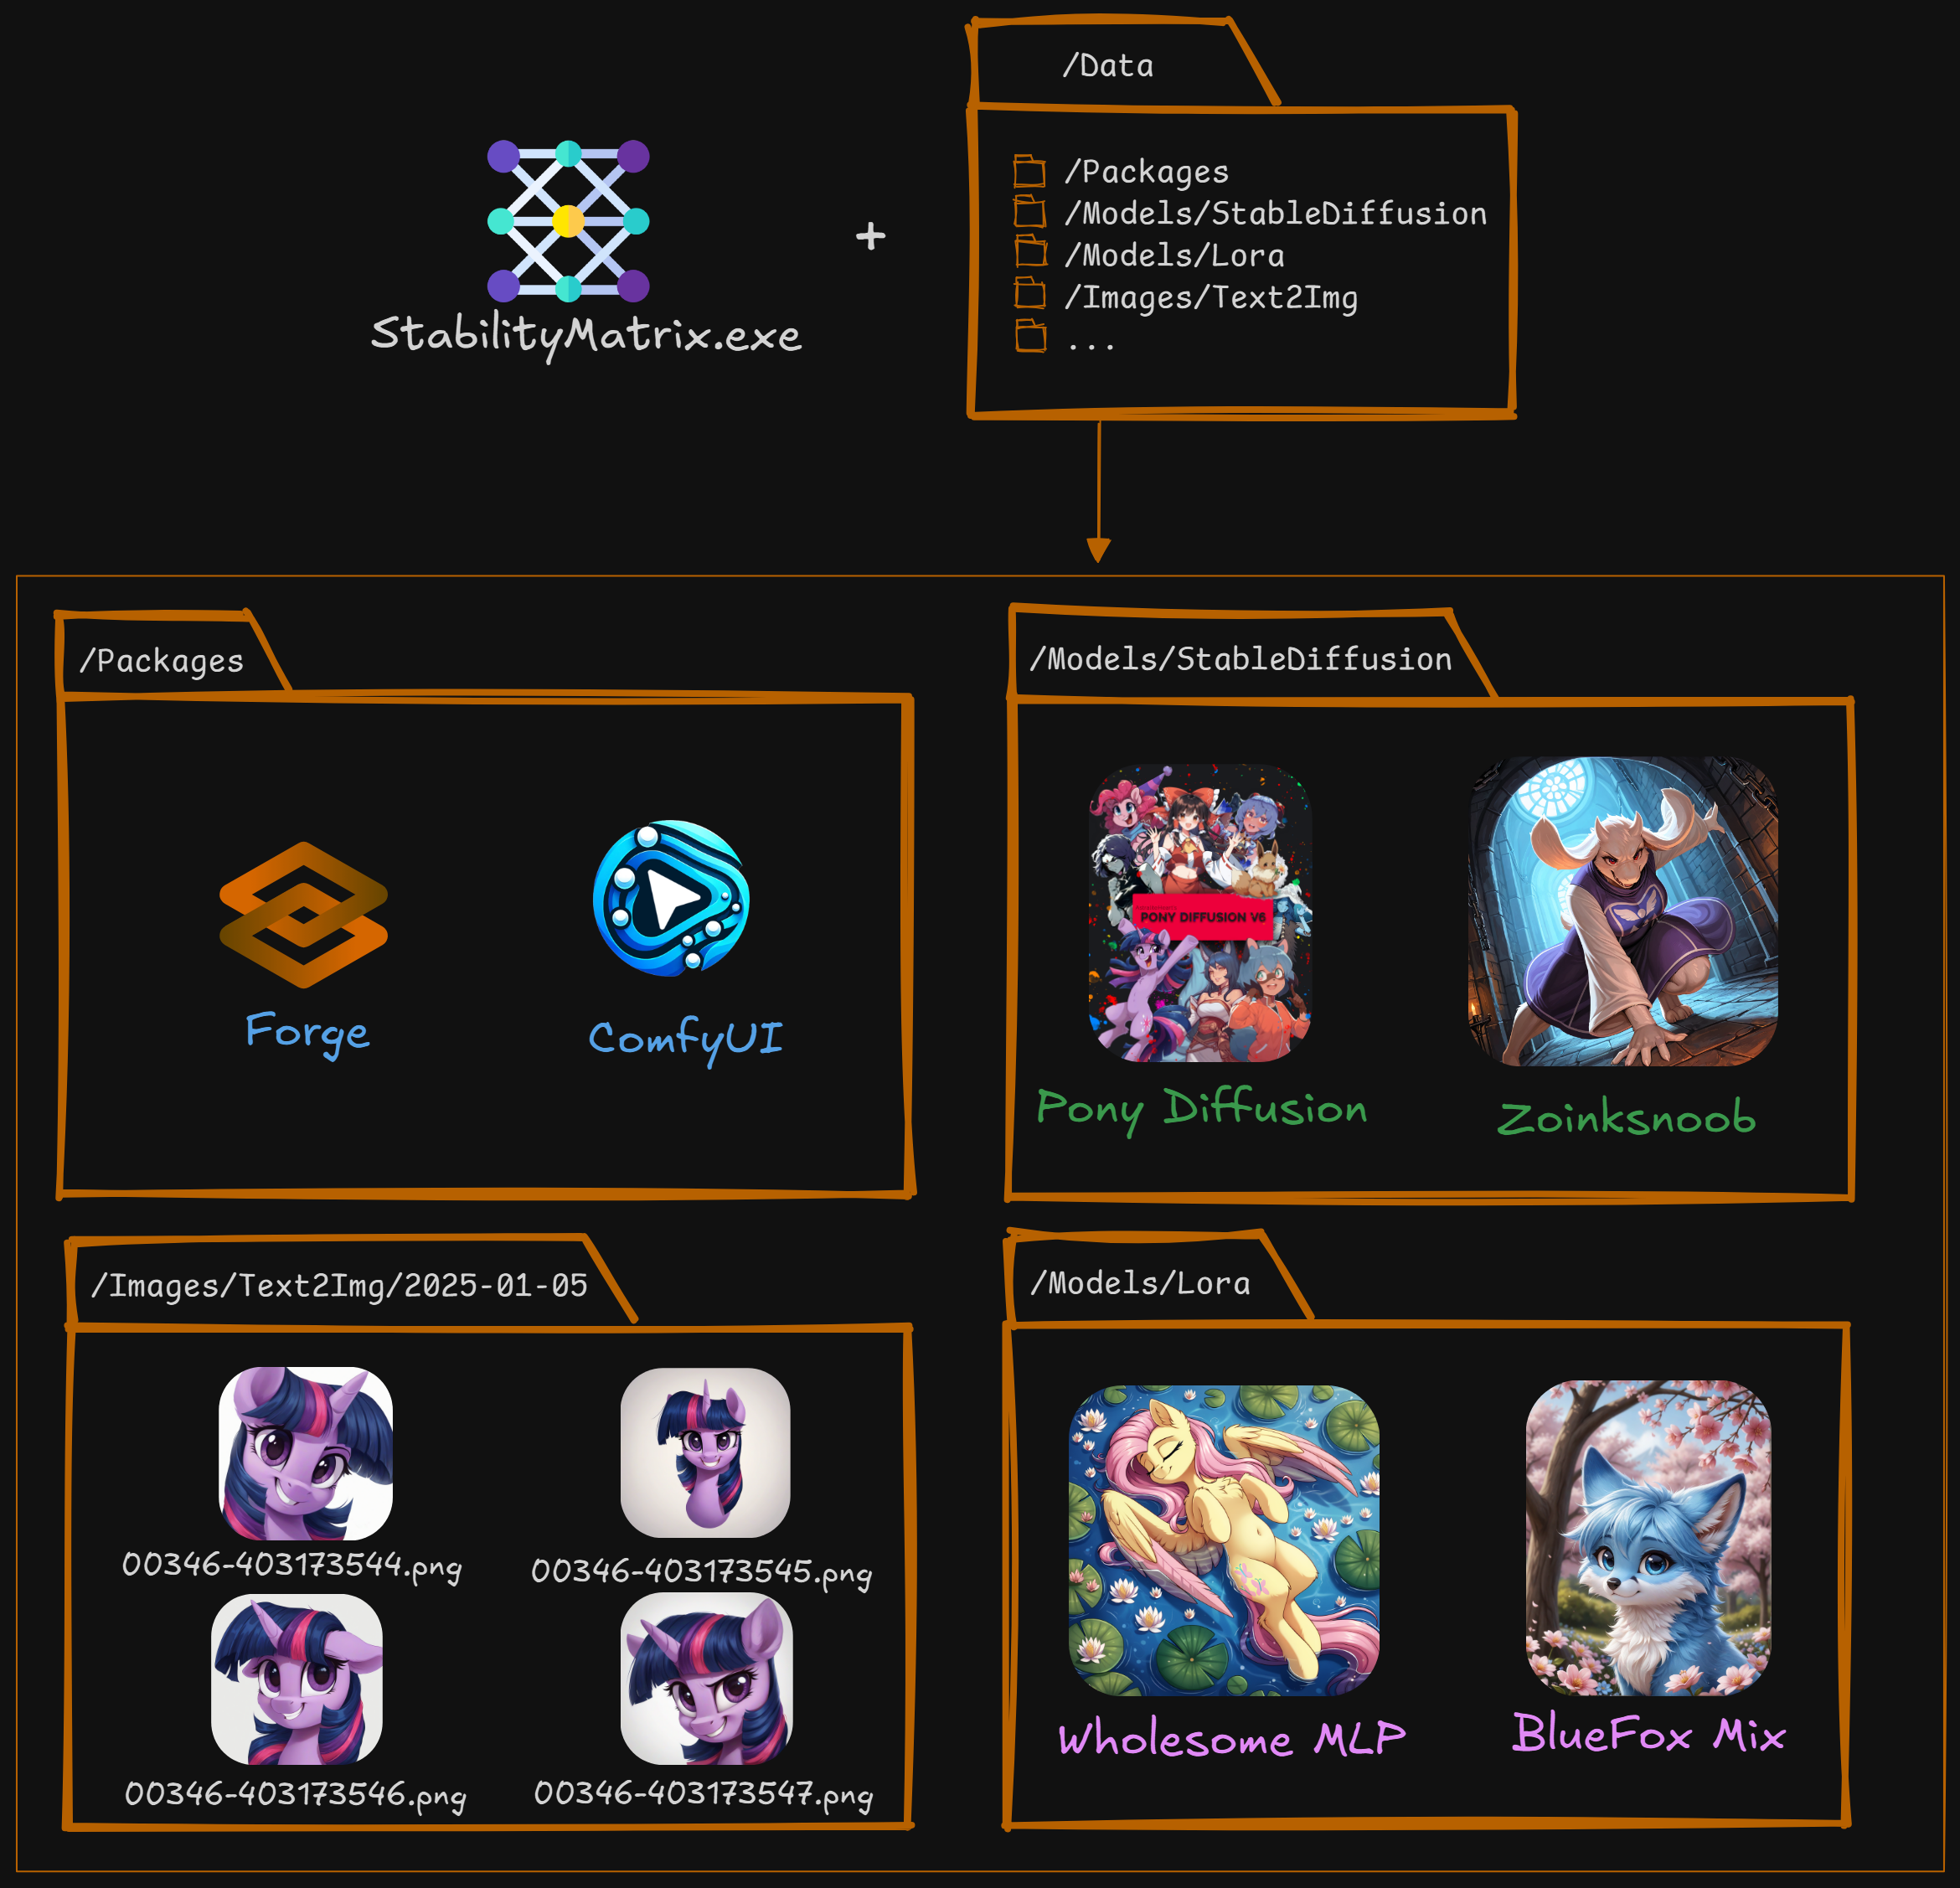 /Data
/Packages
/Models/StableDiffusion
/Models/Lora
/Images/Text2Img
...
StabilityMatrix.exe
+
/Packages
Forge
ComfyUI
/Models/StableDiffusion
PONY DIFFUSION V6
Pony Diffusion
Zoinksnoob
/Images/Text2Img/2025-01-05
00346-403173544.png
00346-403173545.png
00346-403173546.png
00346-403173547.png
/Models/Lora
Wholesome MLP
BlueFox Mix